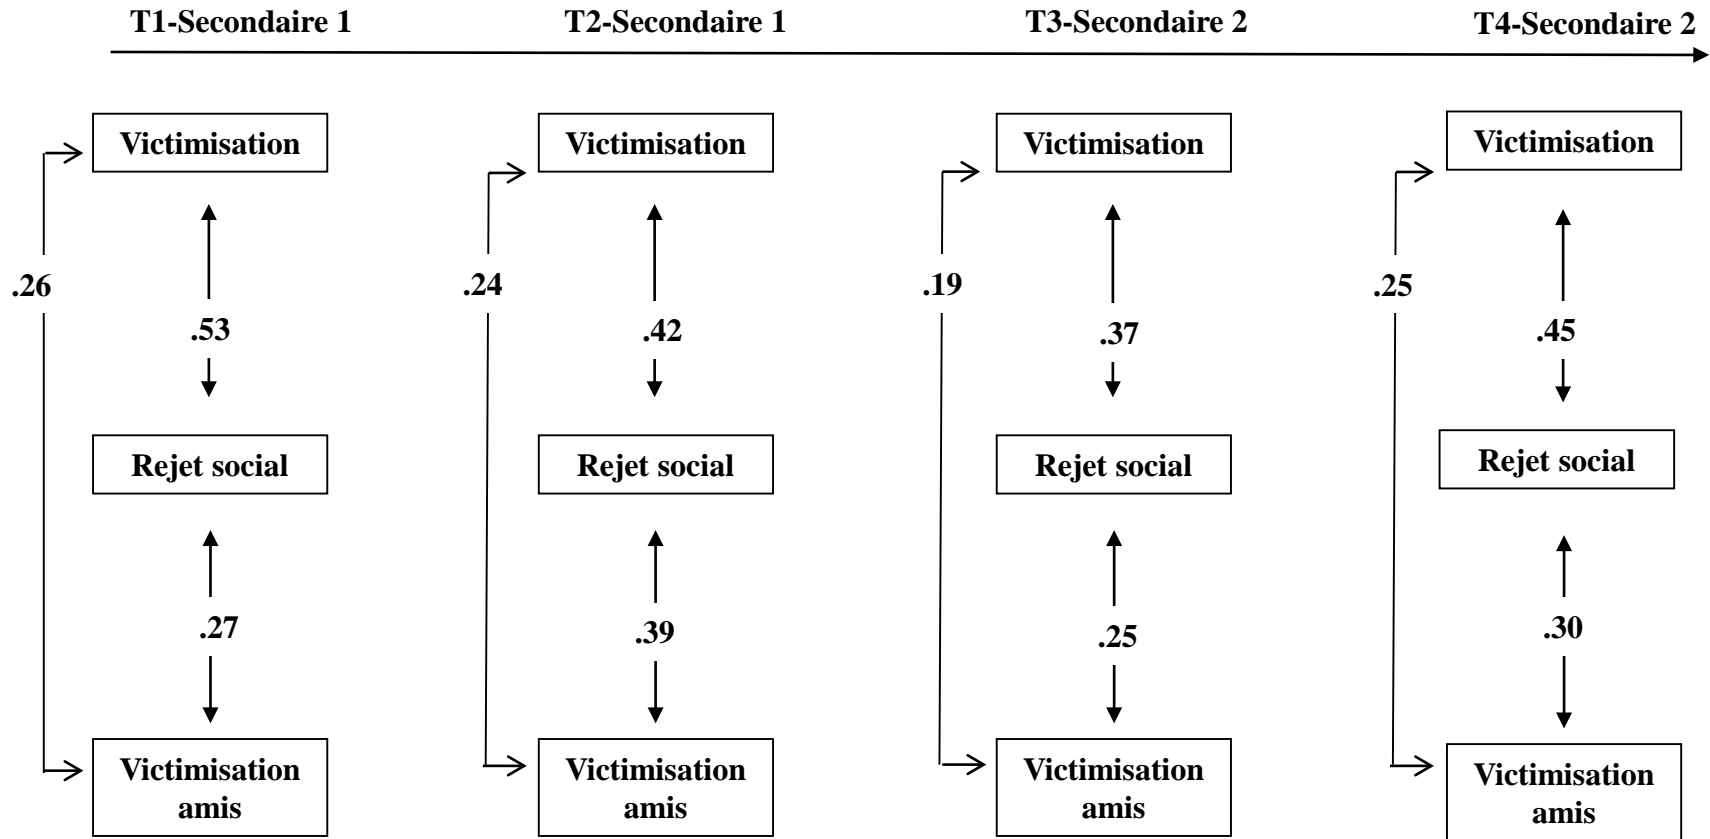 T1-Secondaire 1
T2-Secondaire 1
T3-Secondaire 2
T4-Secondaire 2
Victimisation
Victimisation
Victimisation
Victimisation
.26
.24
.19
.25
.53
.42
.37
.45
Rejet social
Rejet social
Rejet social
Rejet social
.27
.39
.25
.30
Victimisation
amis
Victimisation
amis
Victimisation
amis
Victimisation
amis